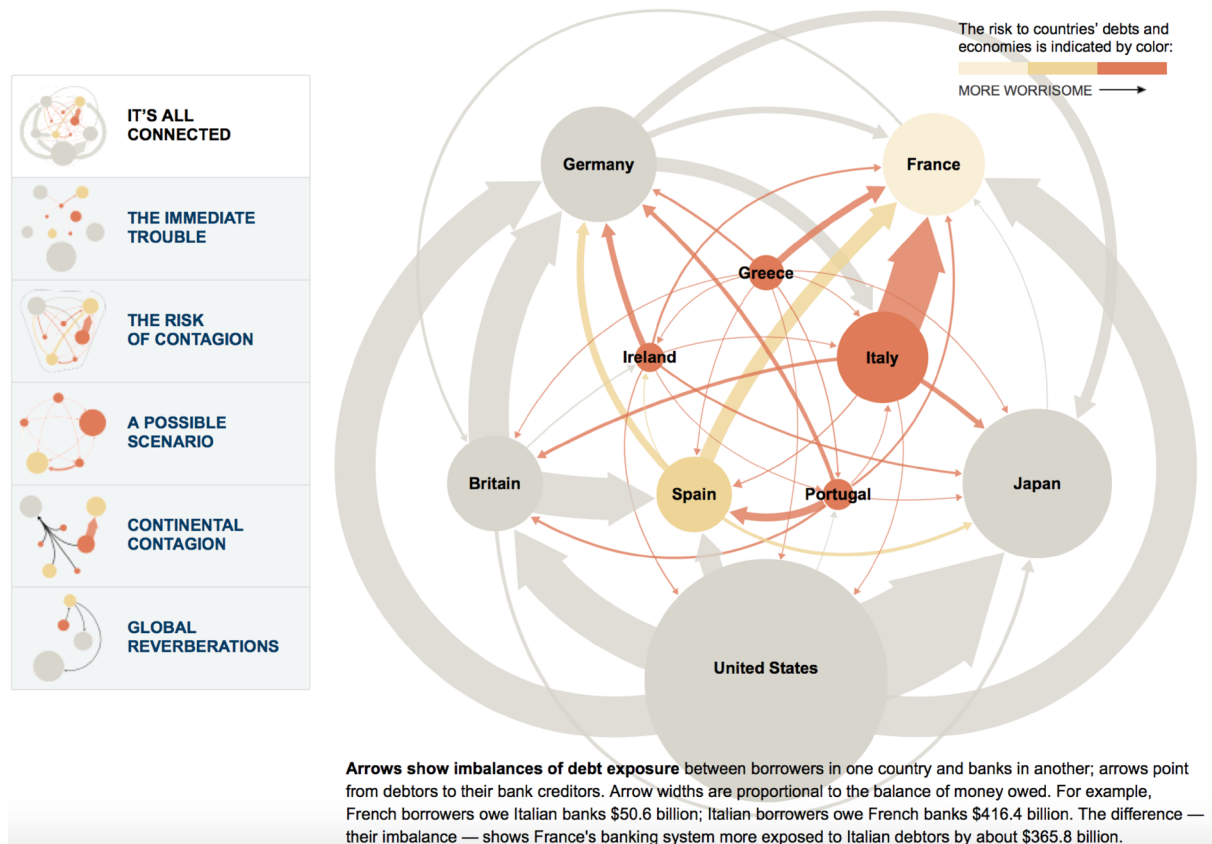 The risk to countries’ debts and
economies is indicated by color:
MORE WORRISOME
IT’S ALL
CONNECTED
THE IMMEDIATE
TROUBLE
THE RISK
OF CONTAGION
A POSSIBLE
SCENARIO
CONTINENTAL
CONTAGION
GLOBAL
REVERBERATIONS
Germany
France
Greece
Ireland
Italy
Britain
Spain
Portugal
Japan
United States
Arrows show imbalances of debt exposure between borrowers in one country and banks in another; arrows point
from debtors to their bank creditors. Arrow widths are proportional to the balance of money owed. For example,
French borrowers owe Italian banks $50.6 billion; Italian borrowers owe French banks $416.4 billion. The difference —
their imbalance — shows France's banking system more exposed to Italian debtors by about $365.8 billion.